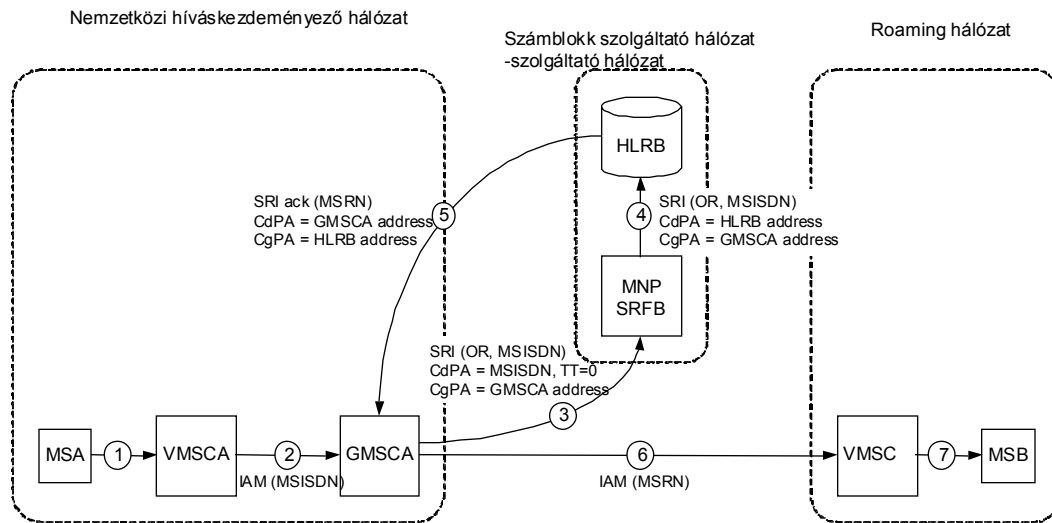 Nemzetközi híváskezdeményező hálózat
Számblokk szolgáltató hálózat
-szolgáltató hálózat
Roaming hálózat
HLRB
SRI ack (MSRN)
CdPA = GMSCA address
CgPA = HLRB address
5
4
SRI (OR, MSISDN)
CdPA = HLRB address
CgPA = GMSCA address
MNP
SRFB
SRI (OR, MSISDN)
CdPA = MSISDN, TT=0
CgPA = GMSCA address
3
MSA
1
VMSCA
2
IAM (MSISDN)
GMSCA
6
IAM (MSRN)
VMSC
7
MSB